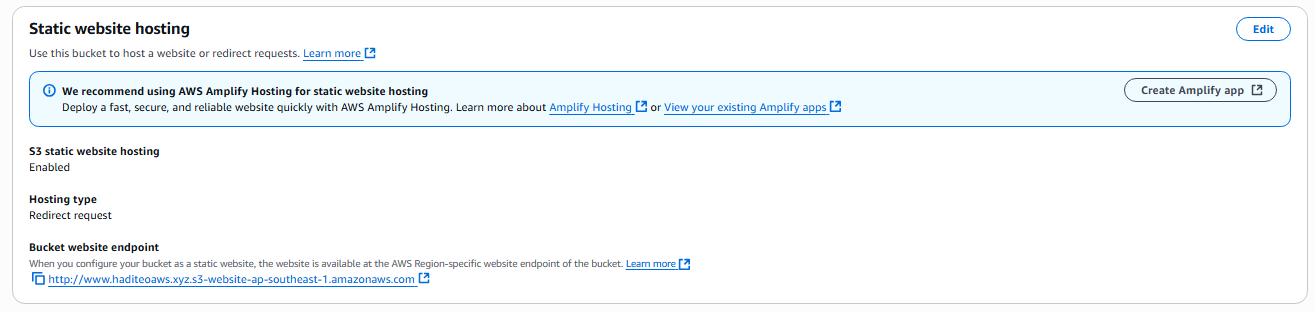 Static website hosting
Edit
Use this bucket to host a website or redirect requests. Learn more
We recommend using AWS Amplify Hosting for static website hosting
Deploy a fast, secure, and reliable website quickly with AWS Amplify Hosting. Learn more about Amplify Hosting or View your existing Amplify apps
Create Amplify app
S3 static website hosting
Enabled
Hosting type
Redirect request
Bucket website endpoint
When you configure your bucket as a static website, the website is available at the AWS Region-specific website endpoint of the bucket. Learn more
http://www.haditeoaws.xyz.s3-website-ap-southeast-1.amazonaws.com